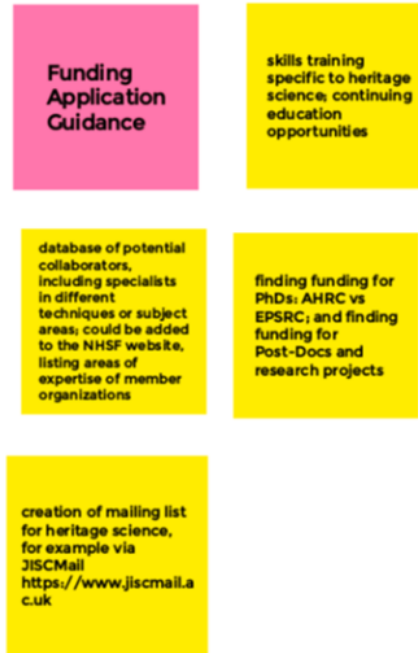 Funding
Application
Guidance
skills training
specific to heritage
science; continuing
education
opportunities
database of potential
collaborators,
including specialists
in different
techniques or subject
areas; could be added
to the NHSF website,
listing areas of
expertise of member
organizations
finding funding for
PhDs: AHRC vs
EPSRC; and finding
funding for
Post-Docs and
research projects
creation of mailing list
for heritage science,
for example via
JISCMail
https://www.jiscmail.a
c.uk